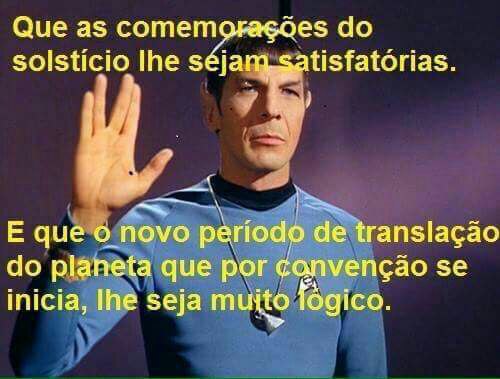 Que as comemorações do
solstício lhe sejam satisfatórias.
E que o novo período de translação
do planeta que por convenção se
inicia, lhe seja muito lógico.